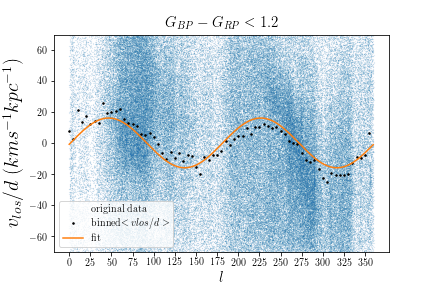 G_{BP} − G_{RP} < 1.2
v_{los}/d (kms^{−1}kpc^{−1})
60
40
20
0
−20
−40
−60
original data
binned<vlos/d>
fit
0 25 50 75 100 125 150 175 200 225 250 275 300 325 350
l